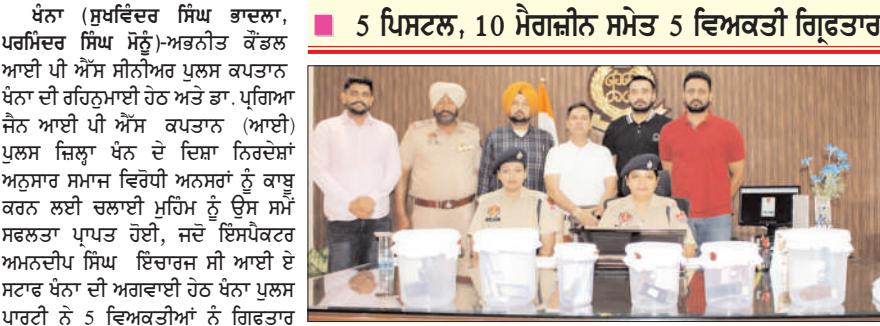 5 ਪਿਸਟਲ, 10 ਮੈਗਜ਼ੀਨ ਸਮੇਤ 5 ਵਿਅਕਤੀ ਗ੍ਰਿਫਤਾਰ
ਖੰਨਾ (ਸੁਖਵਿੰਦਰ ਸਿੰਘ ਭਾਦਲਾ,
ਪਰਮਿੰਦਰ ਸਿੰਘ ਮੋਨੂੰ)-ਅਭਨੀਤ ਕੌਂਡਲ
ਆਈ ਪੀ ਐੱਸ ਸੀਨੀਅਰ ਪੁਲਸ ਕਪਤਾਨ
ਖੰਨਾ ਦੀ ਰਹਿਨੁਮਾਈ ਹੇਠ ਅਤੇ ਡਾ. ਪ੍ਰਗਿਆ
ਜੈਨ ਆਈ ਪੀ ਐੱਸ ਕਪਤਾਨ (ਆਈ)
ਪੁਲਸ ਜ਼ਿਲ੍ਹਾ ਖੰਨ ਦੇ ਦਿਸ਼ਾ ਨਿਰਦੇਸ਼ਾਂ
ਅਨੁਸਾਰ ਸਮਾਜ ਵਿਰੋਧੀ ਅਨਸਰਾਂ ਨੂੰ ਕਾਬੂ
ਕਰਨ ਲਈ ਚਲਾਈ ਮੁਹਿੰਮ ਨੂੰ ਉਸ ਸਮੇਂ
ਸਫਲਤਾ ਪ੍ਰਾਪਤ ਹੋਈ, ਜਦੋ ਇੰਸਪੈਕਟਰ
ਅਮਨਦੀਪ ਸਿੰਘ ਇੰਚਾਰਜ ਸੀ ਆਈ ਏ
ਸਟਾਫ ਖੰਨਾ ਦੀ ਅਗਵਾਈ ਹੇਠ ਖੰਨਾ ਪੁਲਸ
ਪਾਰਟੀ ਨੇ 5 ਵਿਅਕਤੀਆਂ ਨੂੰ ਗ੍ਰਿਫਤਾਰ